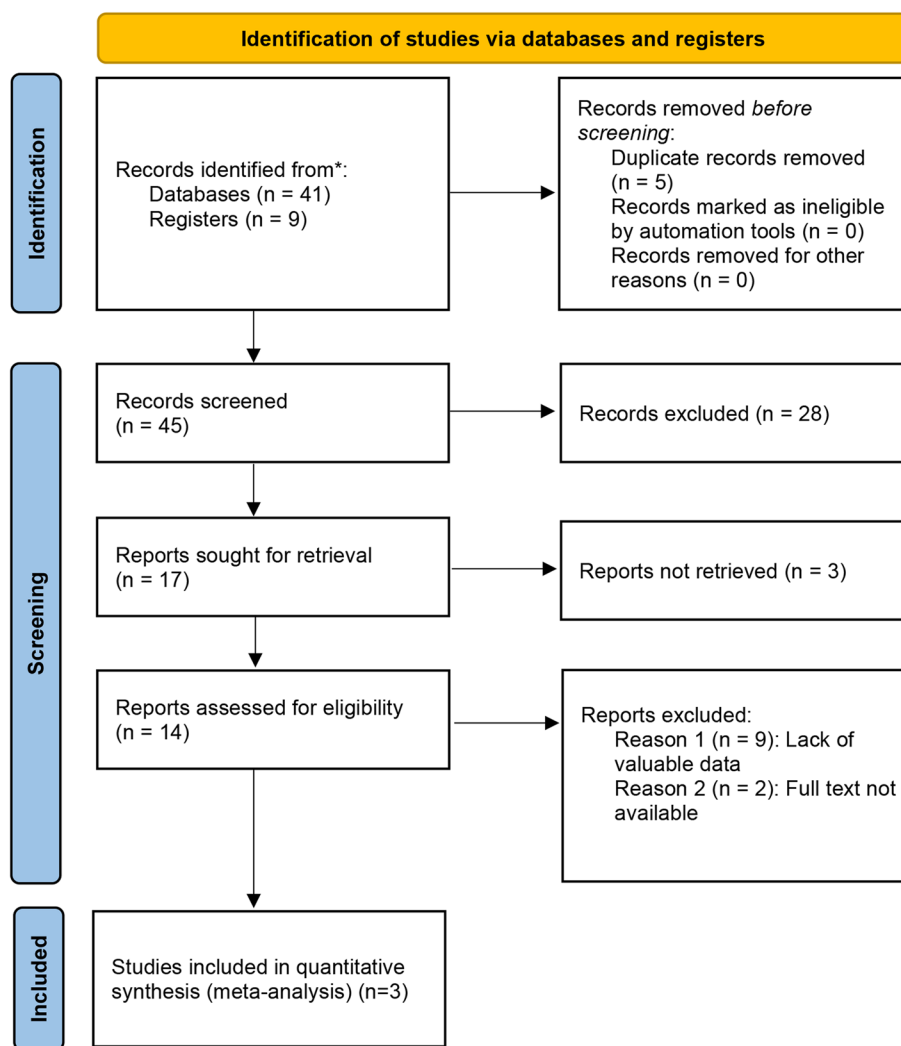 Identification of studies via databases and registers
Identification
Records identified from*:
Databases (n = 41)
Registers (n = 9)
Records removed before
screening:
Duplicate records removed
(n = 5)
Records marked as ineligible
by automation tools (n = 0)
Records removed for other
reasons (n = 0)
Screening
Records screened
(n = 45)
Records excluded (n = 28)
Reports sought for retrieval
(n = 17)
Reports not retrieved (n = 3)
Reports assessed for eligibility
(n = 14)
Reports excluded:
Reason 1 (n = 9): Lack of
valuable data
Reason 2 (n = 2): Full text not
available
Included
Studies included in quantitative
synthesis (meta-analysis) (n=3)